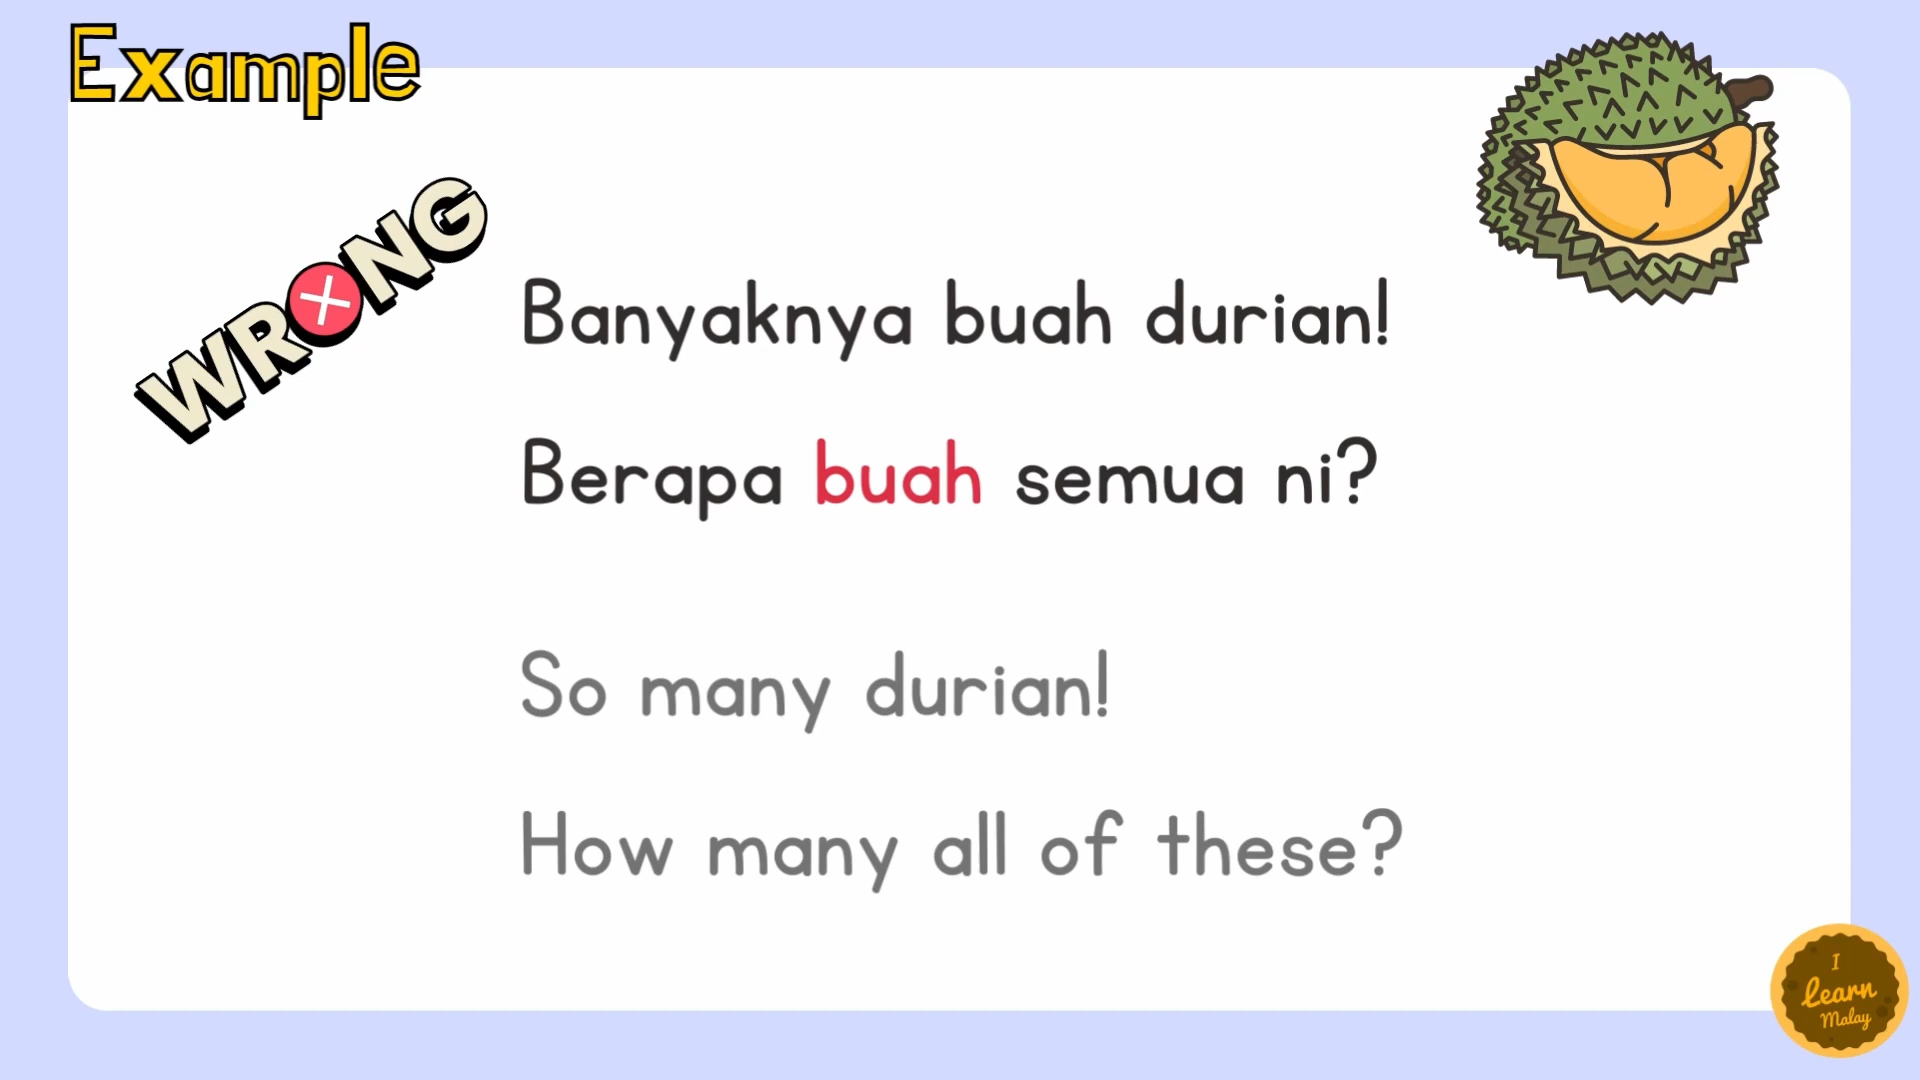 Example
WRONG
Banyaknya buah durian!
Berapa buah semua ni?
So many durian!
How many all of these?
I
Learn
Malay